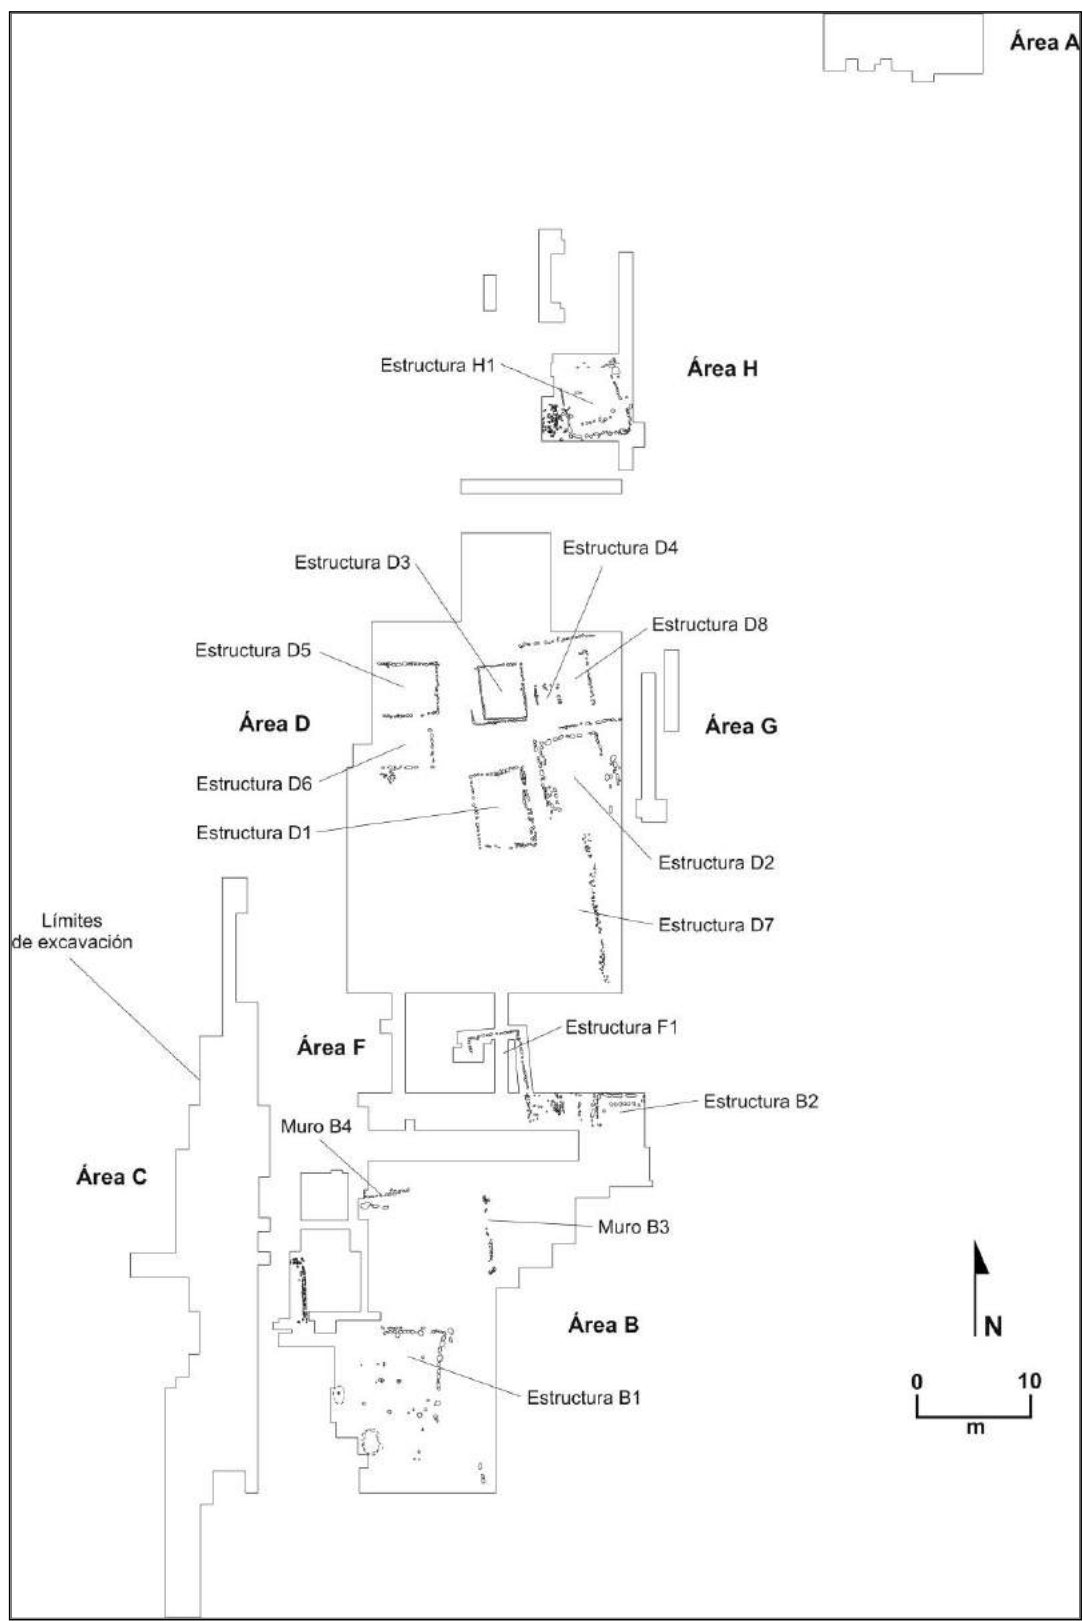 Área A
Estructura H1
Área H
Estructura D4
Estructura D3
Estructura D8
Estructura D5
Área D
Área G
Estructura D6
Estructura D1
Estructura D2
Límites
de excavación
Estructura D7
Estructura F1
Área F
Estructura B2
Muro B4
Área C
Muro B3
Área B
N
Estructura B1
0 10
m